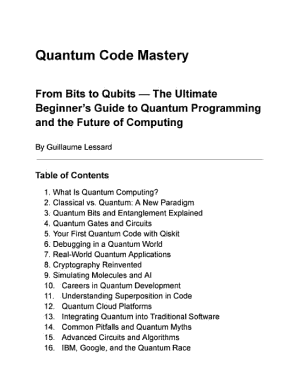 Quantum Code Mastery
From Bits to Qubits — The Ultimate
Beginner's Guide to Quantum Programming
and the Future of Computing
By Guillaume Lessard
Table of Contents
1. What Is Quantum Computing?
2. Classical vs. Quantum: A New Paradigm
3. Quantum Bits and Entanglement Explained
4. Quantum Gates and Circuits
5. Your First Quantum Code with Qiskit
6. Debugging in a Quantum World
7. Real-World Quantum Applications
8. Cryptography Reinvented
9. Simulating Molecules and AI
10. Careers in Quantum Development
11. Understanding Superposition in Code
12. Quantum Cloud Platforms
13. Integrating Quantum into Traditional Software
14. Common Pitfalls and Quantum Myths
15. Advanced Circuits and Algorithms
16. IBM, Google, and the Quantum Race